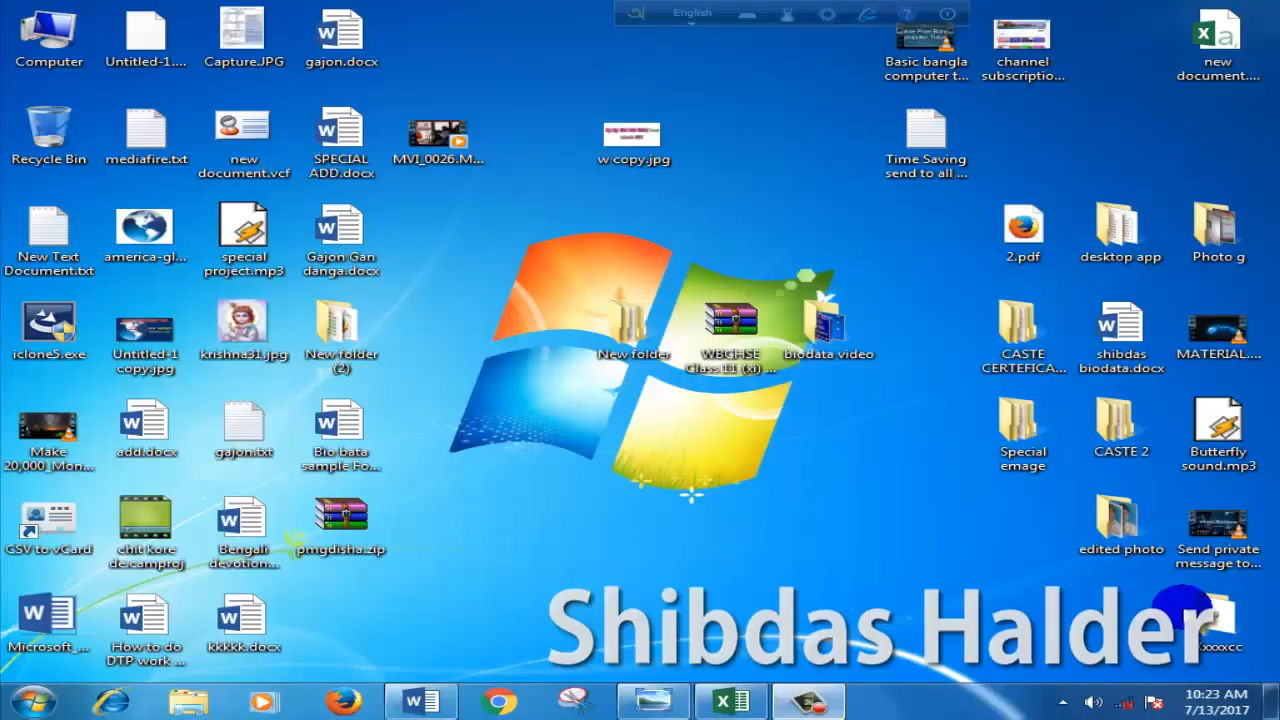 English
Computer
Untitled-1....
Capture.JPG
gajon.docx
Basic bangla
computer t...
channel
subscriptio...
new
document....
Recycle Bin
mediafire.txt
new
document.vcf
SPECIAL
ADD.docx
MVI_0026.M...
w copy.jpg
Time Saving
send to all ...
New Text
Document.txt
america-gl...
special
project.mp3
Gajon Gan
danga.docx
2.pdf
desktop app
Photo g
iclone5.exe
Untitled-1
copy.jpg
krishna31.jpg
New folder
(2)
New folder
WBCHSE
Class 11 (xi) ...
biodata video
CASTE
CERTEFICA...
shibdas
biodata.docx
MATERIAL....
Make
20,000_Mon...
add.docx
gajon.txt
Bio bata
sample Fo...
Special
emage
CASTE 2
Butterfly
sound.mp3
CSV to vCard
chit kore
de.camproj
Bengali
devotion...
pmgdisha.zip
edited photo
Send private
message to...
Microsoft_...
How to do
DTP work ...
kkkkk.docx
Shibdas Halder
10:23 AM
7/13/2017